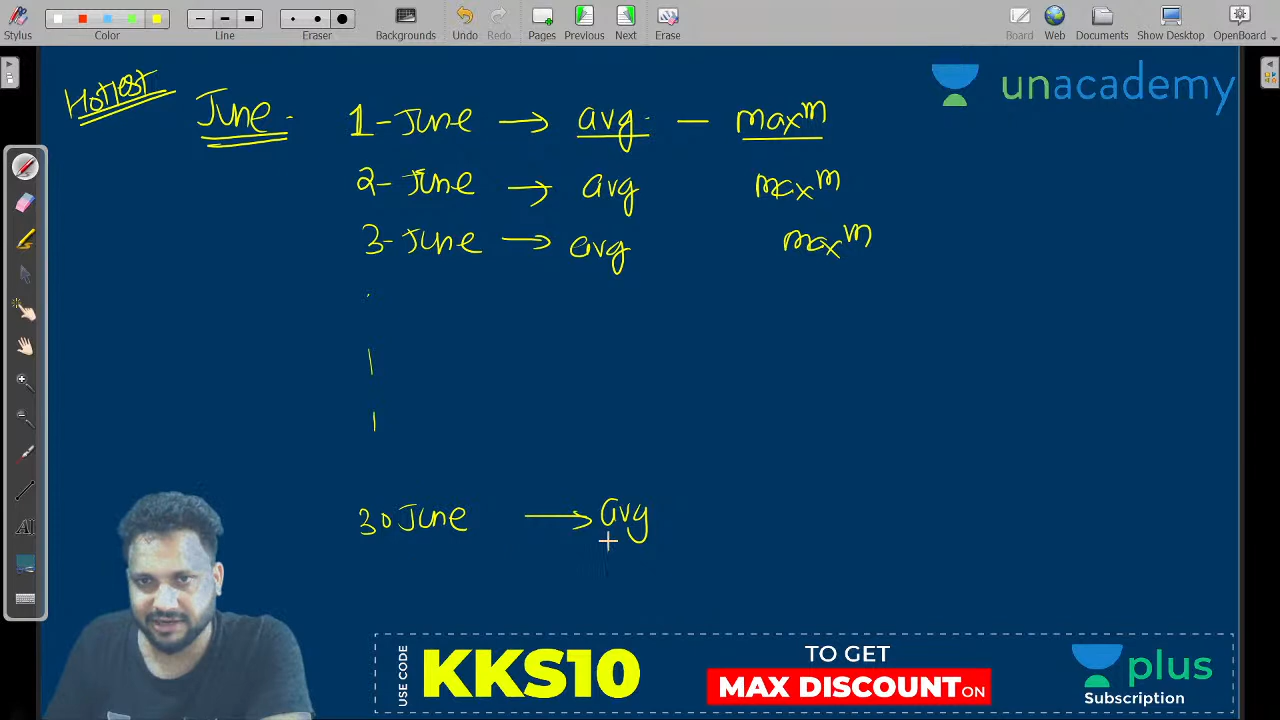 Stylus
Color
Line
Eraser
Backgrounds
Undo
Redo
Pages
Previous
Next
Erase
Board
Web
Documents
Show Desktop
OpenBoard
Hottest
June.
1-June → avg. — maxᵐ
2-June → avg maxᵐ
3-June → avg maxᵐ
30 June → avg
unacademy
USE CODE
KKS10
TO GET
MAX DISCOUNT ON
plus
Subscription